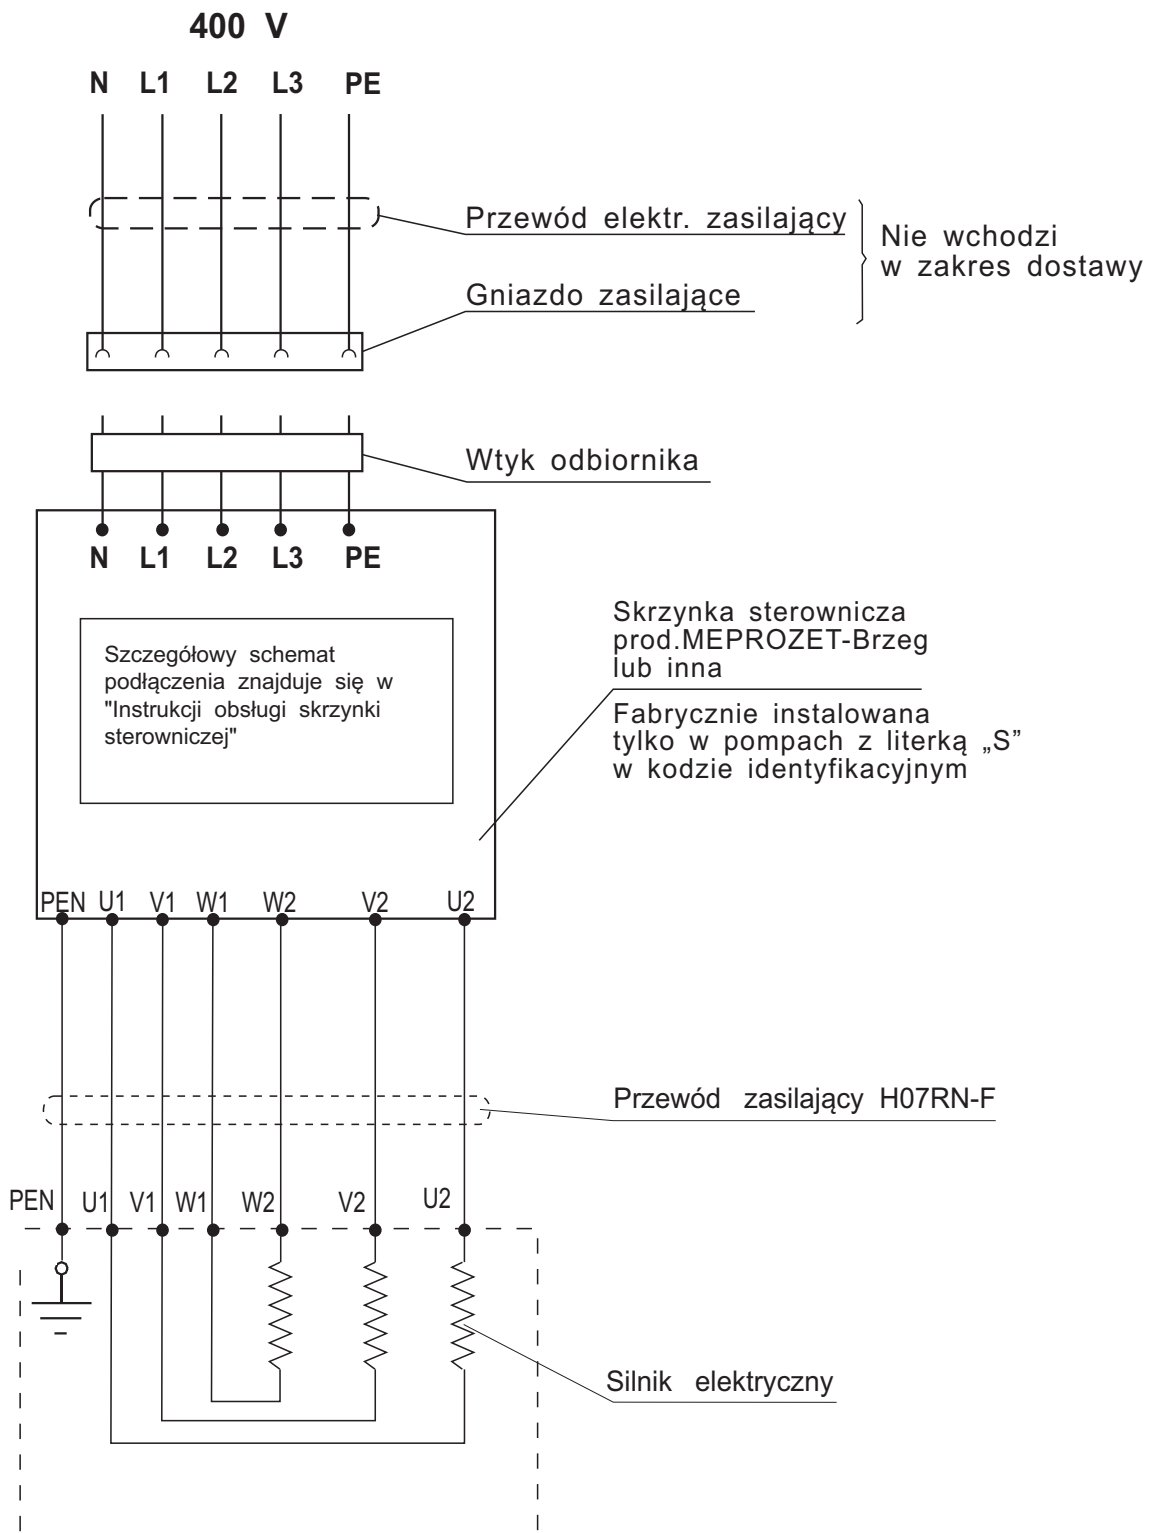 400 V
N L1 L2 L3 PE
Przewód elektr. zasilający
Nie wchodzi
w zakres dostawy
Gniazdo zasilające
Wtyk odbiornika
N L1 L2 L3 PE
Szczegółowy schemat
podłączenia znajduje się w
"Instrukcji obsługi skrzynki
sterowniczej"
Skrzynka sterownicza
prod.MEPROZET-Brzeg
lub inna
Fabrycznie instalowana
tylko w pompach z literką „S”
w kodzie identyfikacyjnym
PEN U1 V1 W1 W2 V2 U2
Przewód zasilający H07RN-F
PEN U1 V1 W1 W2 V2 U2
Silnik elektryczny